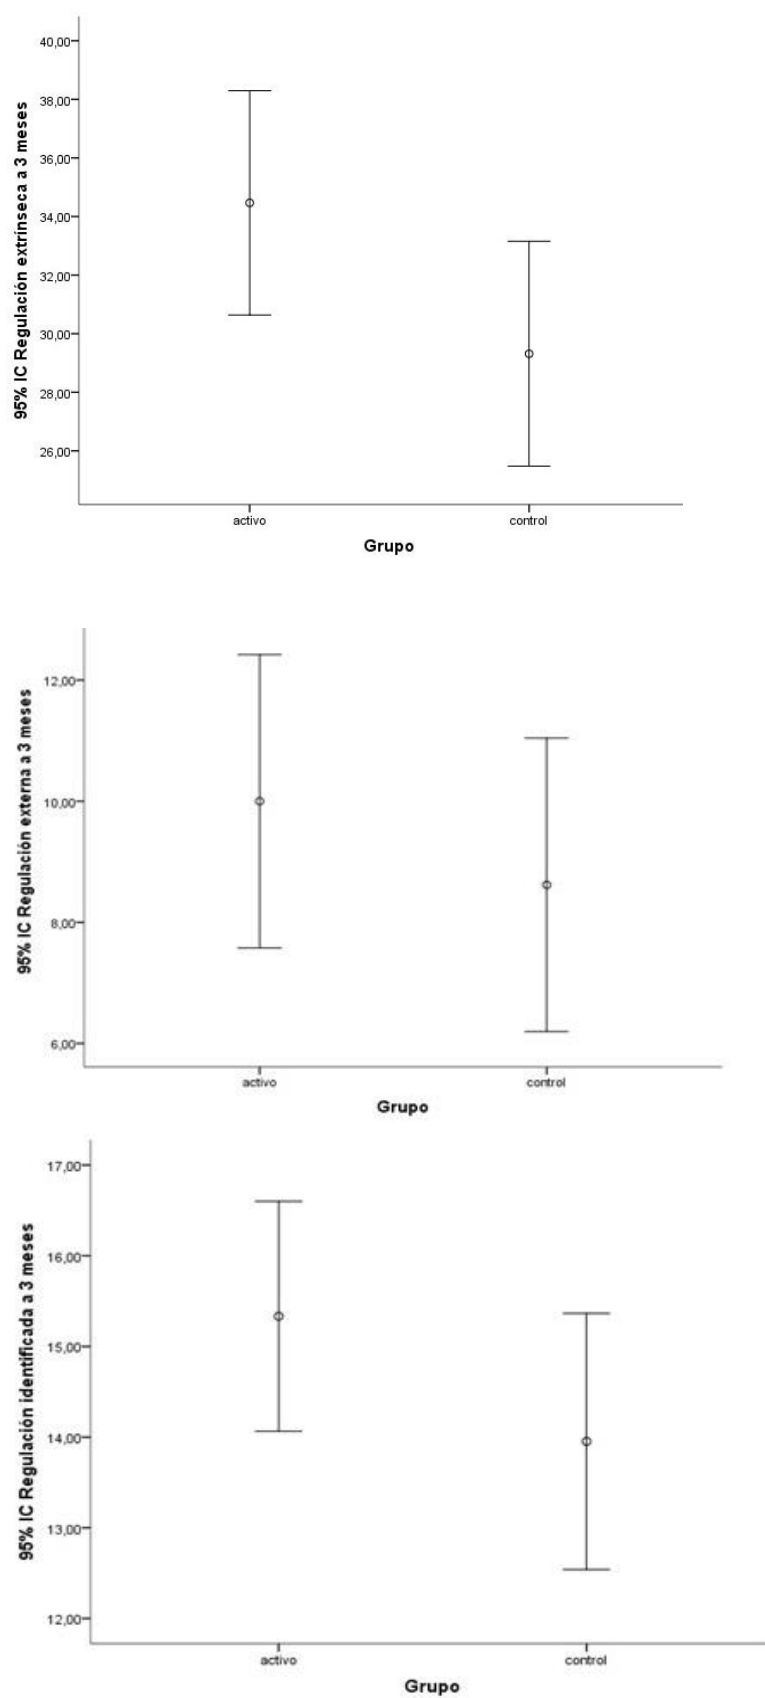 95% IC Regulación extrínseca a 3 meses
40,00
38,00
36,00
34,00
32,00
30,00
28,00
26,00
activo control
Grupo
95% IC Regulación externa a 3 meses
12,00
10,00
8,00
6,00
activo control
Grupo
95% IC Regulación identificada a 3 meses
17,00
16,00
15,00
14,00
13,00
12,00
activo control
Grupo